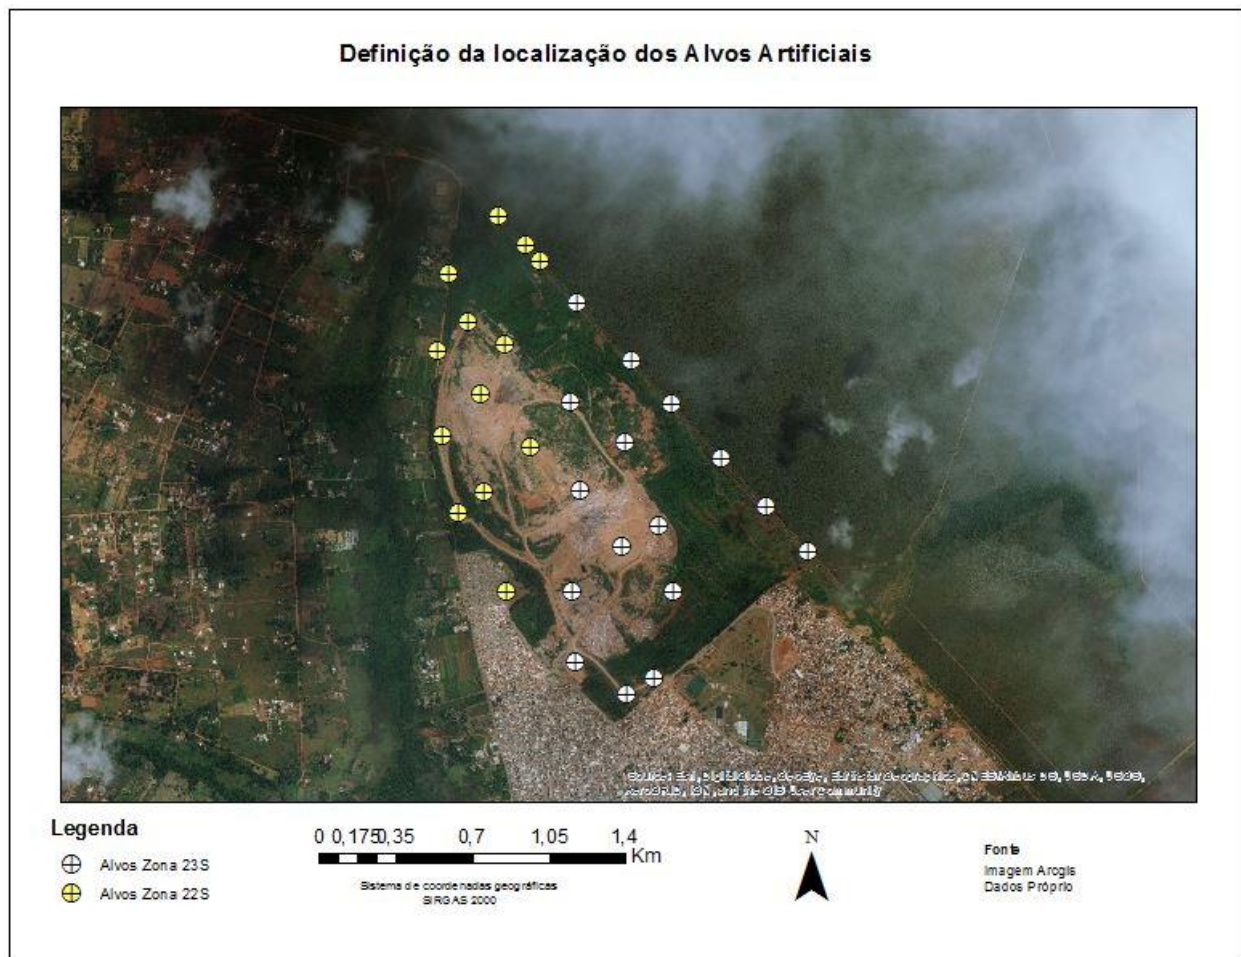 Definição da localização dos Alvos Artificiais
Legenda
Alvos Zona 23S
Alvos Zona 22S
0 0,175 0,35 0,7 1,05 1,4
Km
Sistema de coordenadas geográficas
SIRGAS 2000
N
Fonte
Imagem Arcgis
Dados Próprio